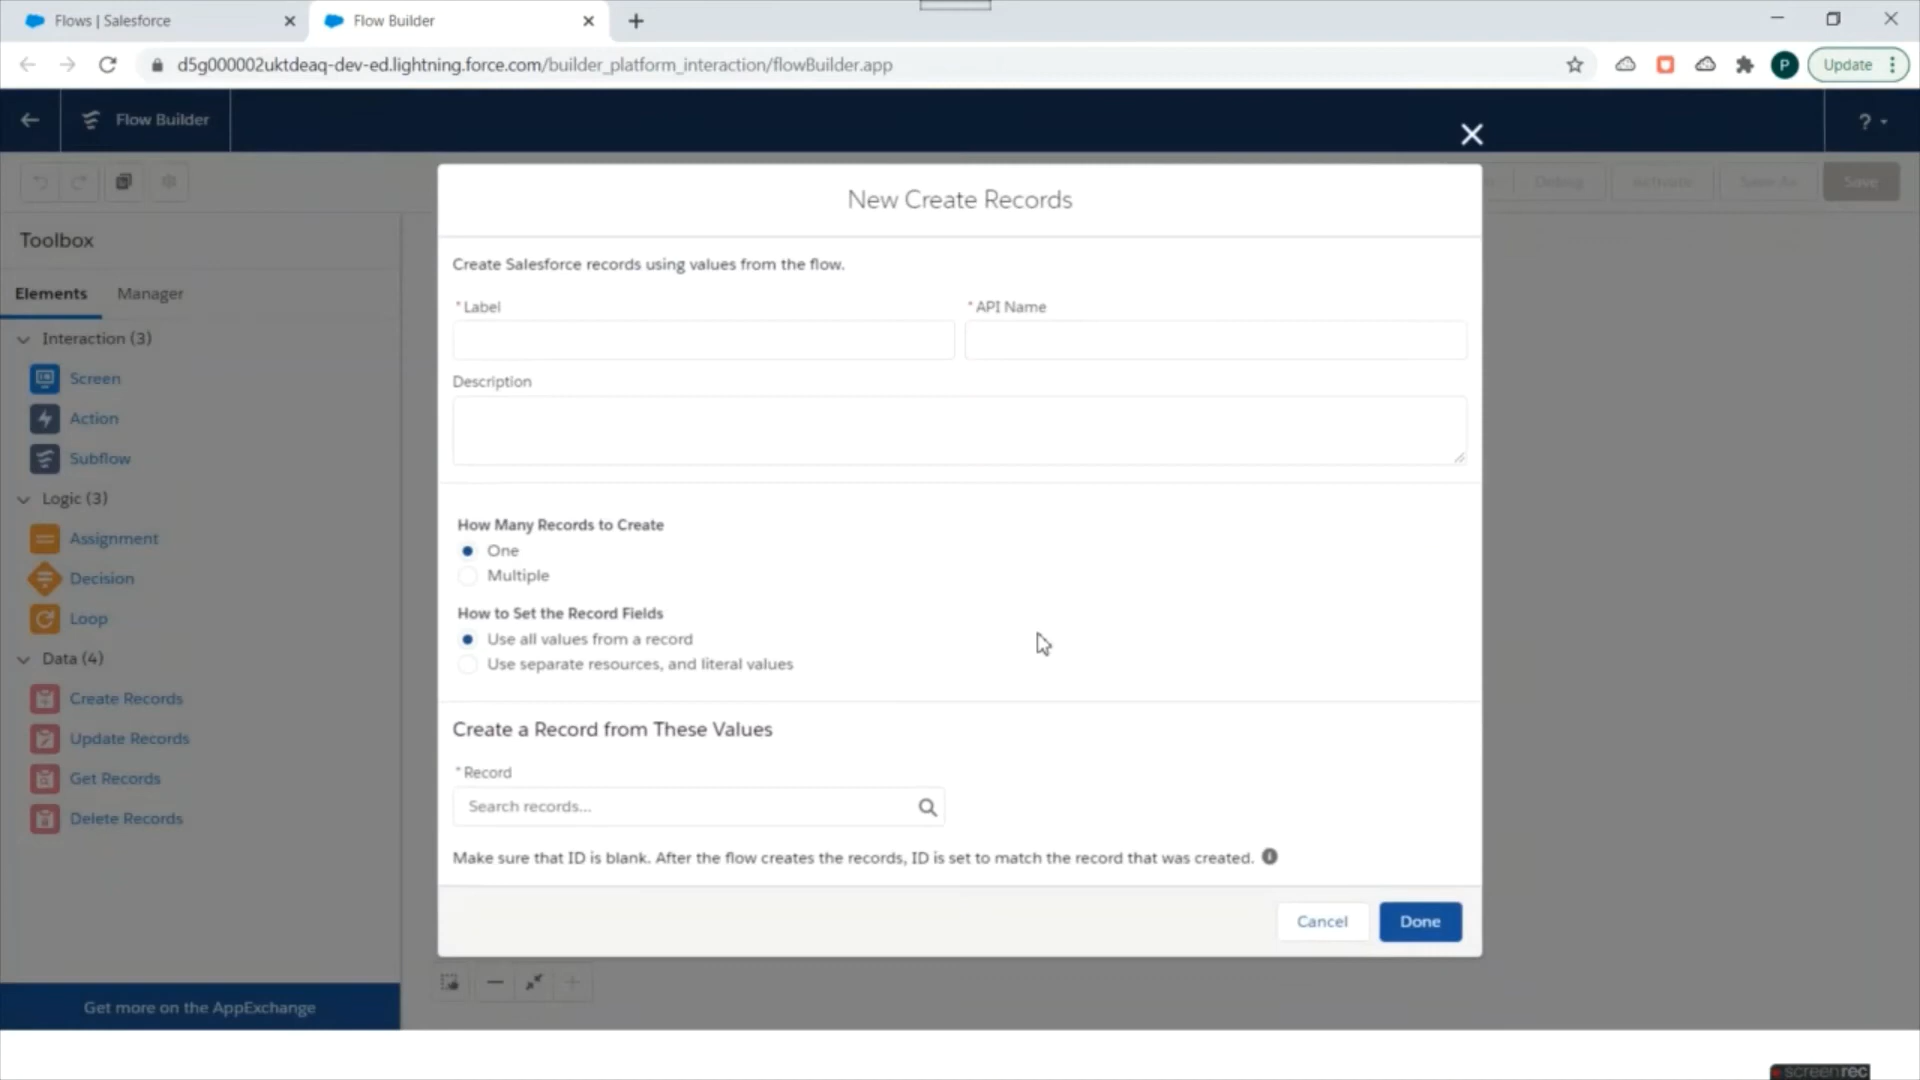 Flows | Salesforce
Flow Builder
d5g000002uktdeaq-dev-ed.lightning.force.com/builder_platform_interaction/flowBuilder.app
P
Update
Flow Builder
?
New Create Records
Debug
Activate
Save As
Save
Toolbox
Elements
Manager
Interaction (3)
Screen
Action
Subflow
Logic (3)
Assignment
Decision
Loop
Data (4)
Create Records
Update Records
Get Records
Delete Records
Get more on the AppExchange
Create Salesforce records using values from the flow.
* Label
* API Name
Description
How Many Records to Create
One
Multiple
How to Set the Record Fields
Use all values from a record
Use separate resources, and literal values
Create a Record from These Values
* Record
Search records...
Make sure that ID is blank. After the flow creates the records, ID is set to match the record that was created.
Cancel
Done
screenrec